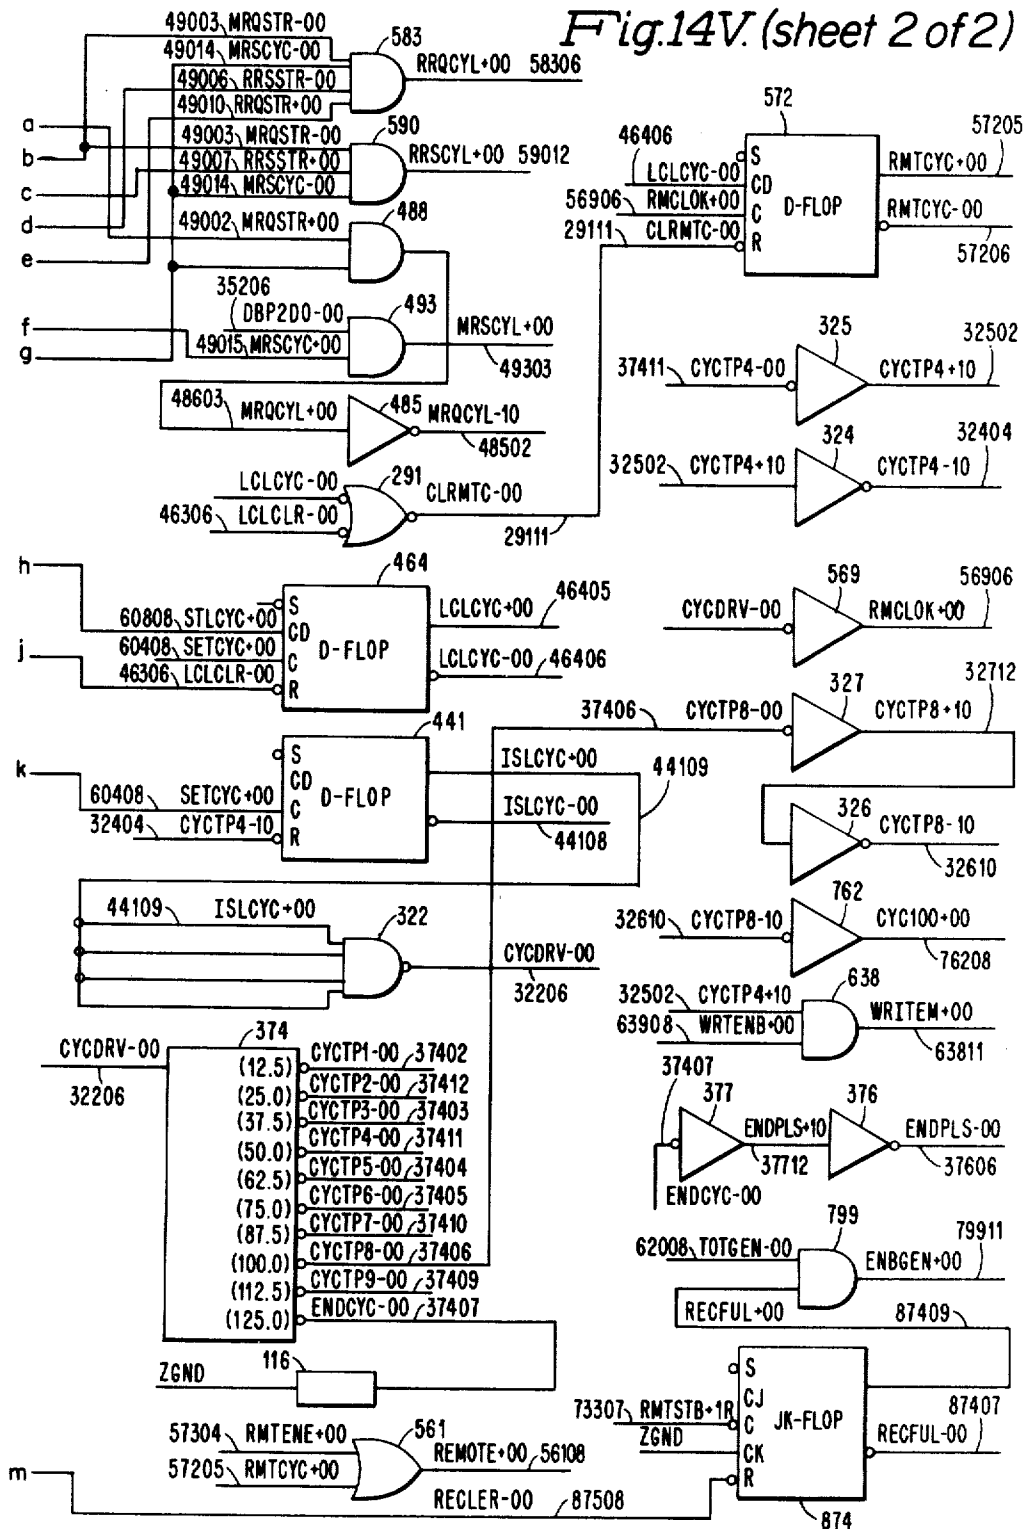 Fig.14V. (sheet 2 of 2)
49003 MRQSTR-00
583
49014 MRSCYC-00
RRQCYL+00 58306
49006 RRSSTR-00
49010 RRQSTR+00
a
b
49003 MRQSTR-00
590
49007 RRSSTR+00
RRSCYL+00 59012
c
49014 MRSCYC-00
d
49002 MRQSTR+00
488
e
35206
DBP2D0-00
493
f
MRSCYL+00
g
49015 MRSCYC+00
49303
48603
MRQCYL+00
485
MRQCYL-10
48502
LCLCYC-00
291
CLRMTC-00
46306
LCLCLR-00
29111
572
46406
57205
S
LCLCYC-00
CD
RMTCYC+00
D-FLOP
56906
RMCLOK+00
C
RMTCYC-00
29111
CLRMTC-00
R
57206
325
32502
37411
CYCTP4-00
CYCTP4+10
324
32404
32502
CYCTP4+10
CYCTP4-10
h
464
S
LCLCYC+00
46405
60808 STLCYC+00
CD
D-FLOP
j
60408 SETCYC+00
C
LCLCYC-00
46406
46306 LCLCLR-00
R
569
56906
CYCDRV-00
RMCLOK+00
37406
CYCTP8-00
327
CYCTP8+10
32712
441
S
ISLCYC+00
44109
k
CD
D-FLOP
60408
SETCYC+00
C
ISLCYC-00
32404
CYCTP4-10
R
44108
326
CYCTP8-10
32610
44109
ISLCYC+00
322
CYCDRV-00
32206
32610
CYCTP8-10
762
CYC100+00
76208
32502
CYCTP4+10
638
63908
WRTENB+00
WRITEM+00
63811
374
CYCDRV-00
32206
(12.5) CYCTP1-00 37402
(25.0) CYCTP2-00 37412
(37.5) CYCTP3-00 37403
(50.0) CYCTP4-00 37411
(62.5) CYCTP5-00 37404
(75.0) CYCTP6-00 37405
(87.5) CYCTP7-00 37410
(100.0) CYCTP8-00 37406
(112.5) CYCTP9-00 37409
(125.0) ENDCYC-00 37407
37407
377
376
ENDPLS+10
ENDPLS-00
37712
37606
ENDCYC-00
799
62008 TOTGEN-00
79911
ENBGEN+00
RECFUL+00
87409
ZGND
116
S
CJ
73307 RMTSTB+1R
C
JK-FLOP
87407
ZGND
CK
RECFUL-00
R
874
57304
RMTENE+00
561
57205
RMTCYC+00
REMOTE+00 56108
m
RECLER-00
87508